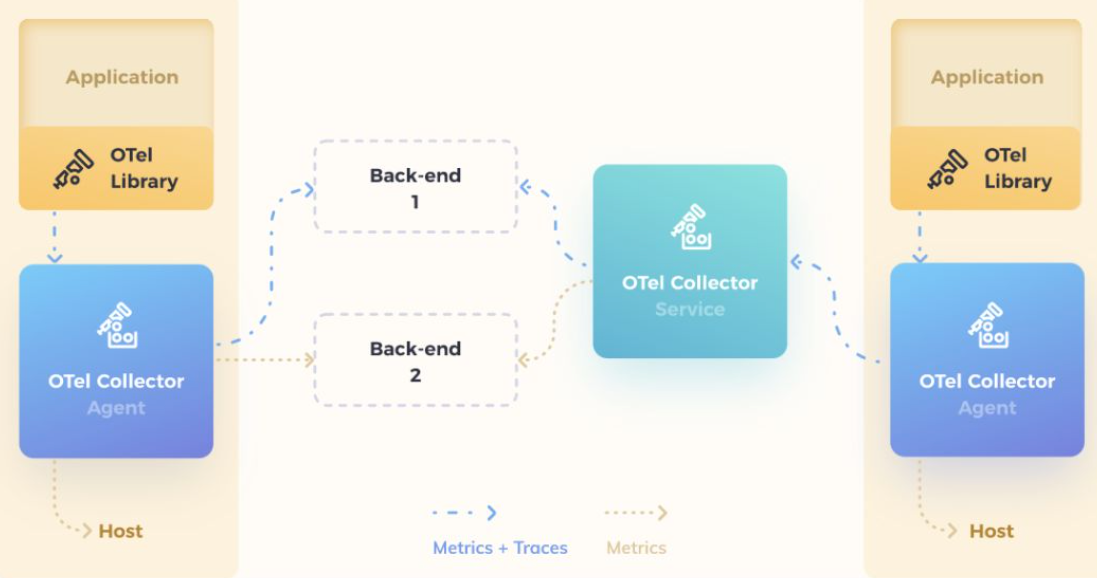 Application
OTel
Library
OTel Collector
Agent
Host
Back-end
1
Back-end
2
OTel Collector
Service
Application
OTel
Library
OTel Collector
Agent
Host
Metrics + Traces
Metrics